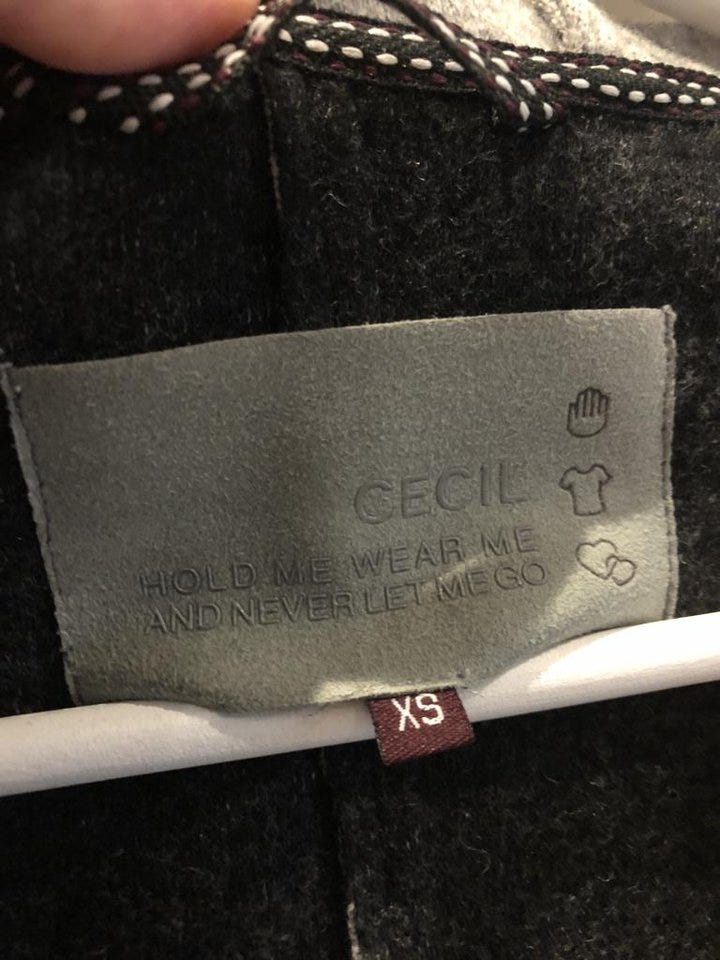 CECIL
HOLD ME WEAR ME
AND NEVER LET ME GO
XS